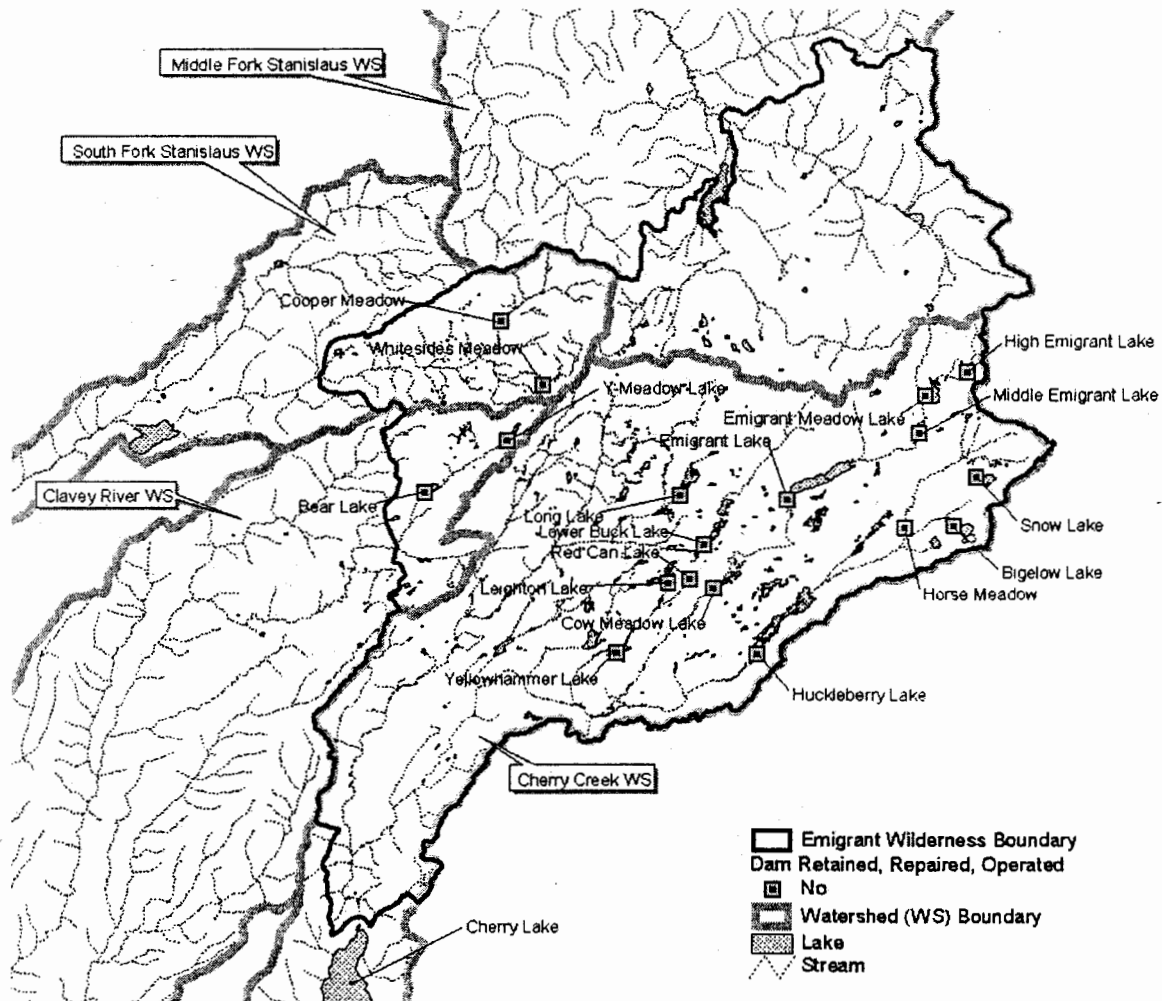 Middle Fork Stanislaus WS
South Fork Stanislaus WS
Cooper Meadow
Whitesides Meadow
High Emigrant Lake
Y-Meadow Lake
Middle Emigrant Lake
Emigrant Meadow Lake
Emigrant Lake
Clavey River WS
Bear Lake
Long Lake
Snow Lake
Lower Buck Lake
Red Can Lake
Bigelow Lake
Leighton Lake
Horse Meadow
Cow Meadow Lake
Yellowhammer Lake
Huckleberry Lake
Cherry Creek WS
Emigrant Wilderness Boundary
Dam Retained, Repaired, Operated
No
Watershed (WS) Boundary
Lake
Stream
Cherry Lake